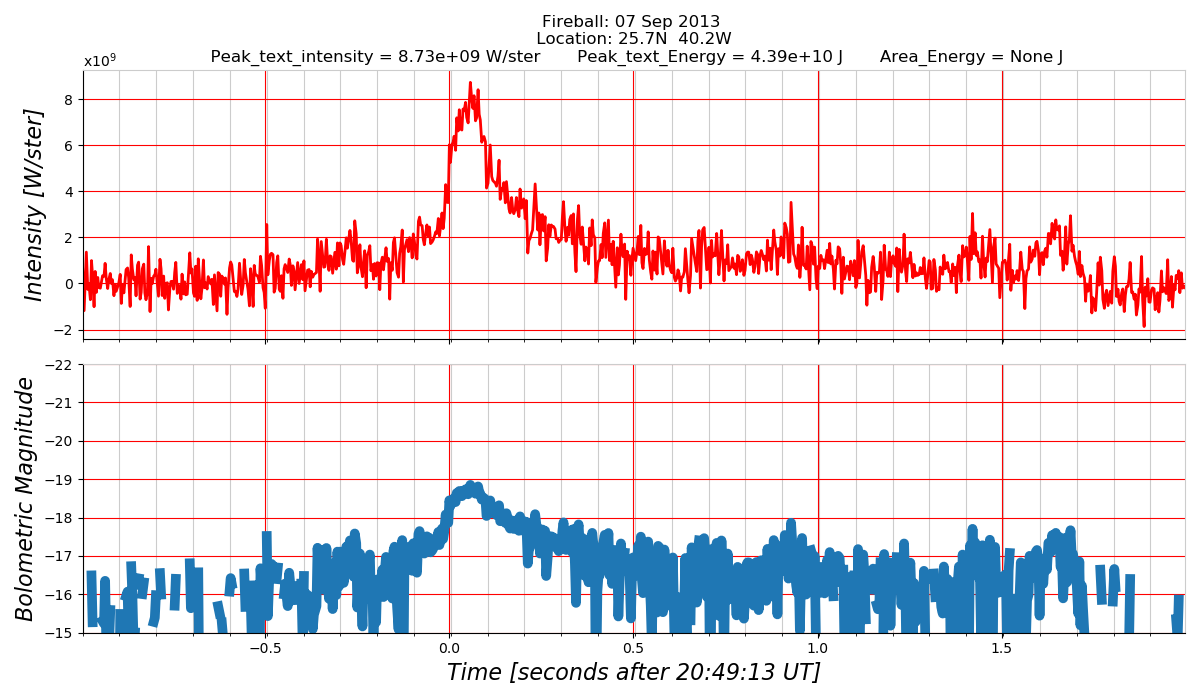 Fireball: 07 Sep 2013
Location: 25.7N  40.2W
Peak_text_intensity = 8.73e+09 W/ster       Peak_text_Energy = 4.39e+10 J       Area_Energy = None J
x10⁹
Intensity [W/ster]
8
6
4
2
0
−2
Bolometric Magnitude
−22
−21
−20
−19
−18
−17
−16
−15
−0.5 0.0 0.5 1.0 1.5
Time [seconds after 20:49:13 UT]